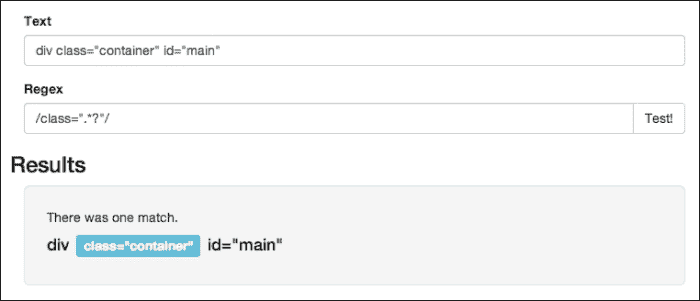 Text
div class="container" id="main"
Regex
/class=".*?"/ Test!
Results
There was one match.
div class="container" id="main"